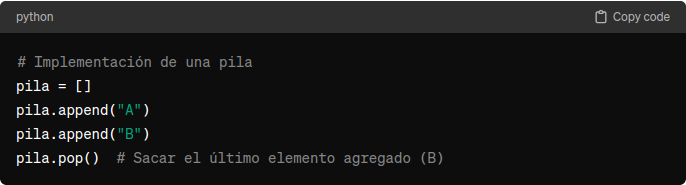 python
Copy code
# Implementación de una pila
pila = []
pila.append("A")
pila.append("B")
pila.pop()  # Sacar el último elemento agregado (B)